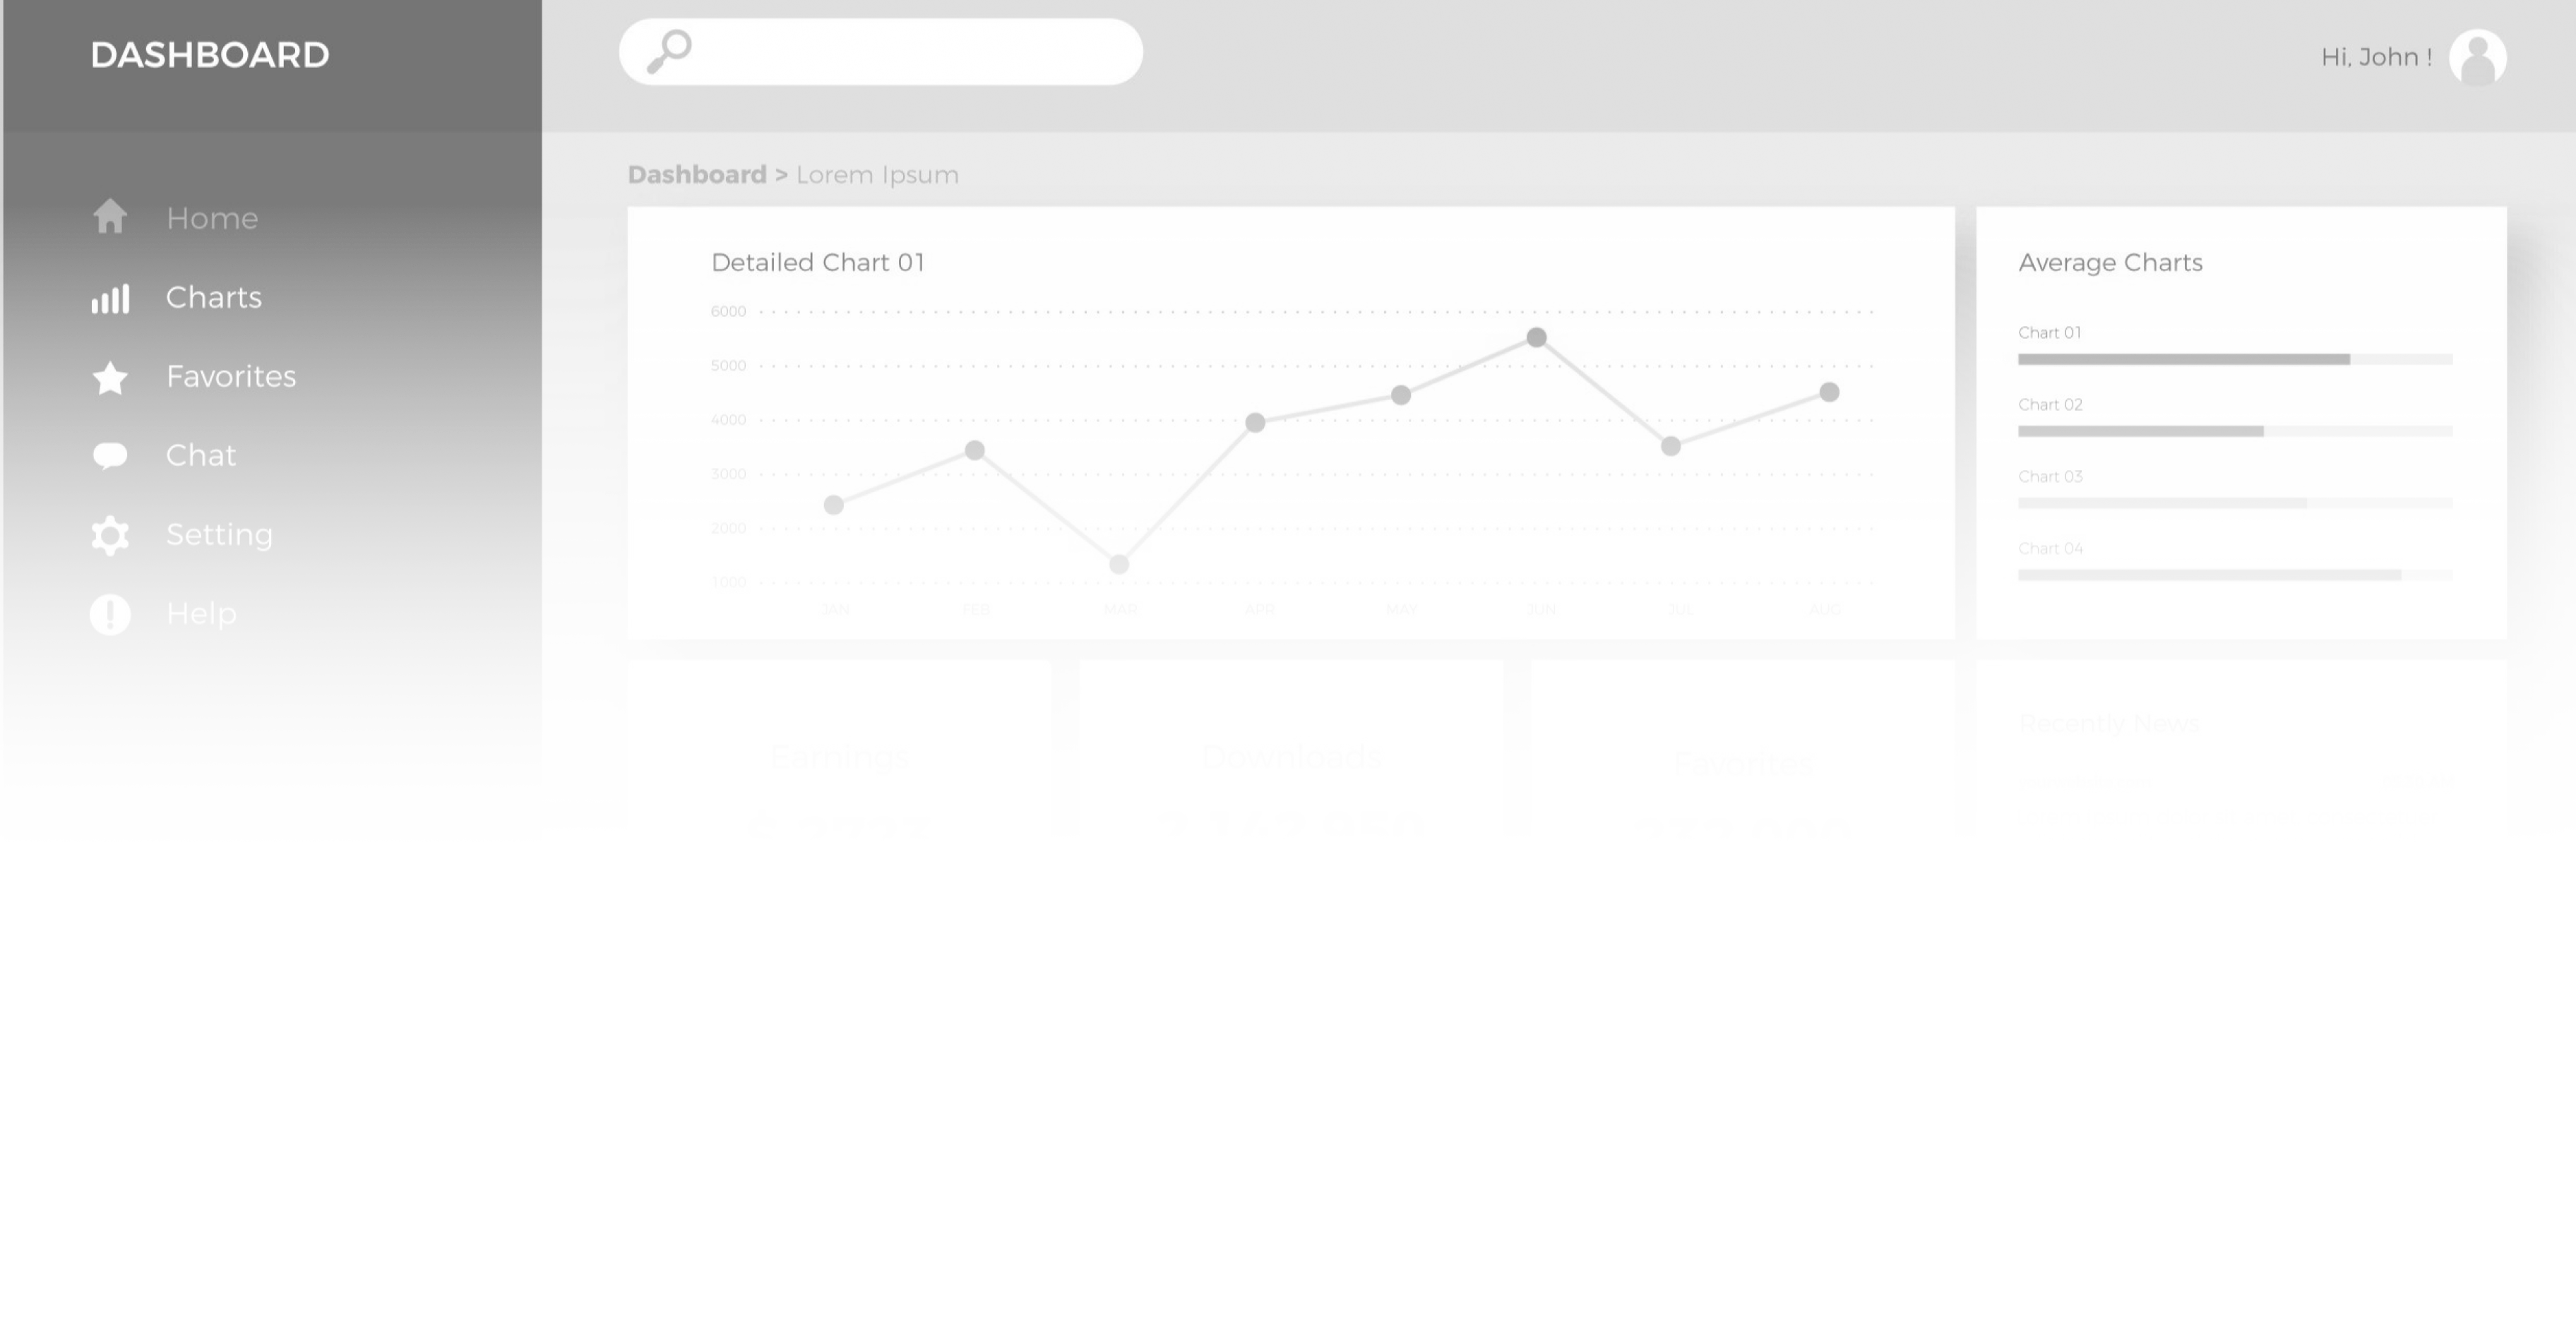 DASHBOARD
Hi, John !
Dashboard > Lorem Ipsum
Home
Charts
Favorites
Chat
Setting
Help
Detailed Chart 01
6000
5000
4000
3000
2000
1000
JAN FEB MAR APR MAY JUN JUL AUG
Average Charts
Chart 01
Chart 02
Chart 03
Chart 04
Earnings
Downloads
Favorites
Recently News